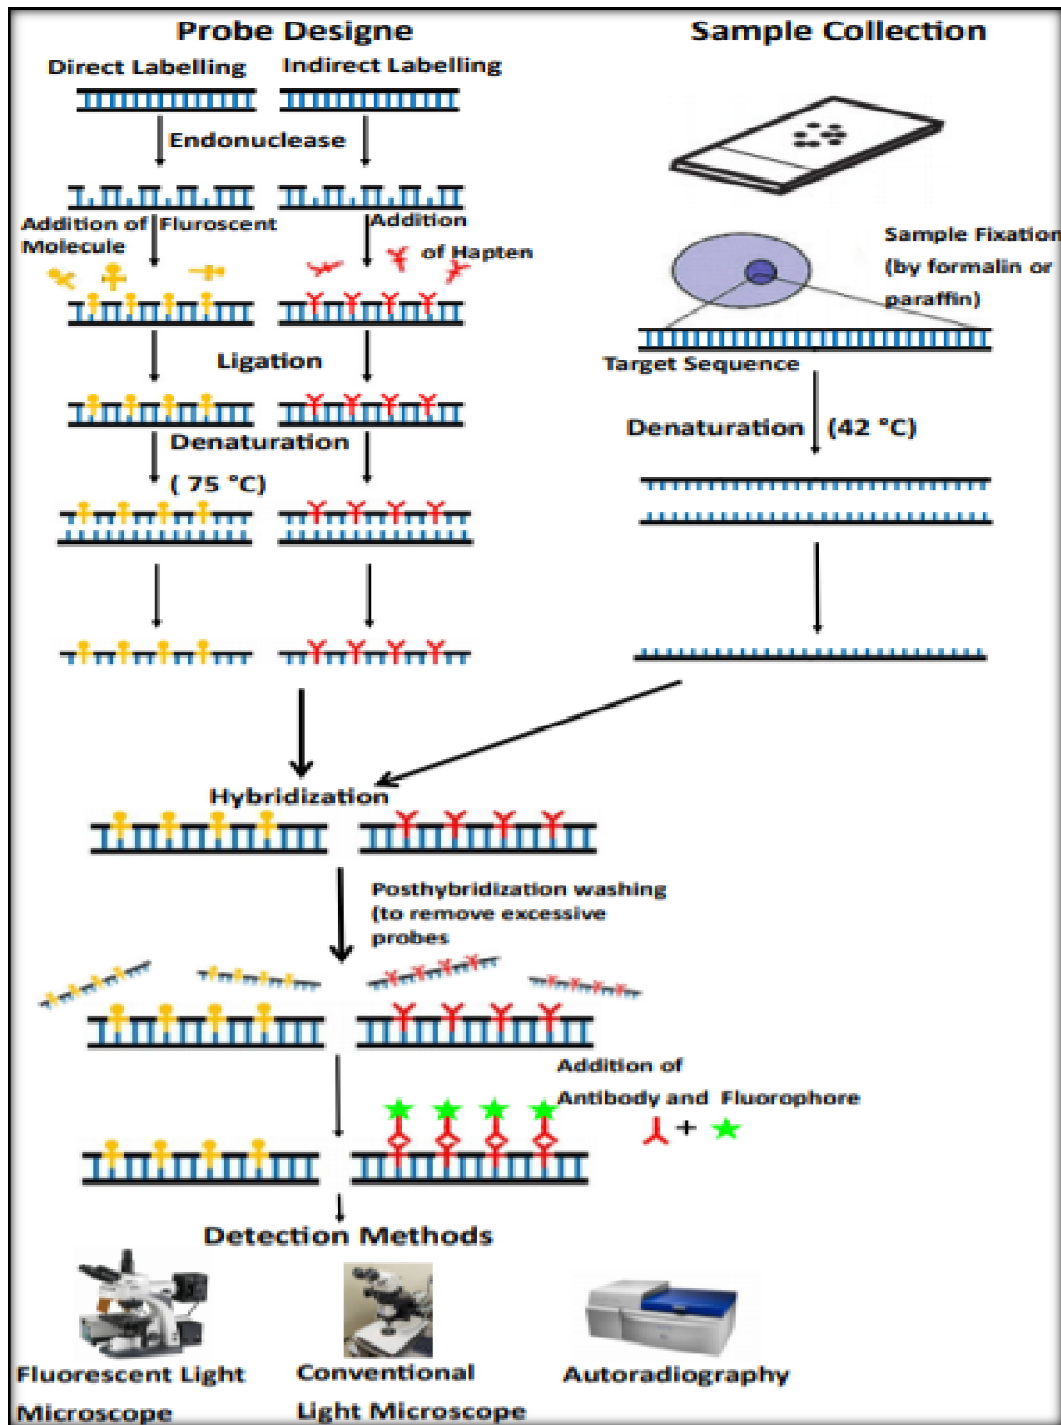 Probe Designe
Sample Collection
Direct Labelling
Indirect Labelling
Endonuclease
Addition of Fluroscent
Molecule
Addition
of Hapten
Sample Fixation
(by formalin or
paraffin)
Ligation
Target Sequence
Denaturation
( 75 °C)
Denaturation (42 °C)
Hybridization
Posthybridization washing
(to remove excessive
probes
Addition of
Antibody and Fluorophore
+
Detection Methods
Fluorescent Light
Microscope
Conventional
Light Microscope
Autoradiography